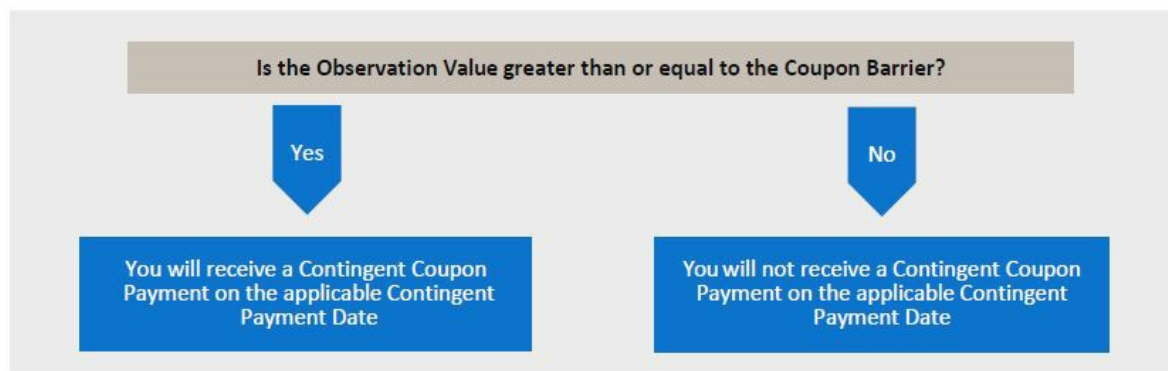 Is the Observation Value greater than or equal to the Coupon Barrier?
Yes
No
You will receive a Contingent Coupon
Payment on the applicable Contingent
Payment Date
You will not receive a Contingent Coupon
Payment on the applicable Contingent
Payment Date